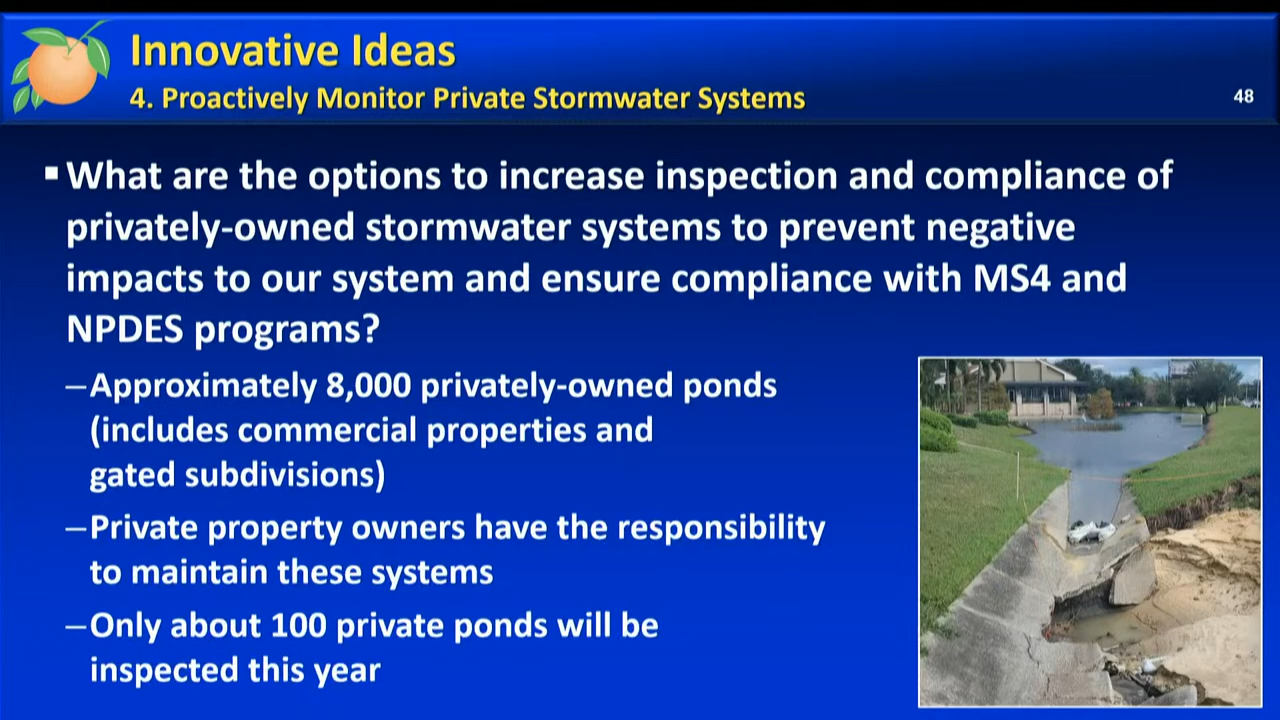 Innovative Ideas
4. Proactively Monitor Private Stormwater Systems
48
▪ What are the options to increase inspection and compliance of
privately-owned stormwater systems to prevent negative
impacts to our system and ensure compliance with MS4 and
NPDES programs?
–Approximately 8,000 privately-owned ponds
(includes commercial properties and
gated subdivisions)
–Private property owners have the responsibility
to maintain these systems
–Only about 100 private ponds will be
inspected this year